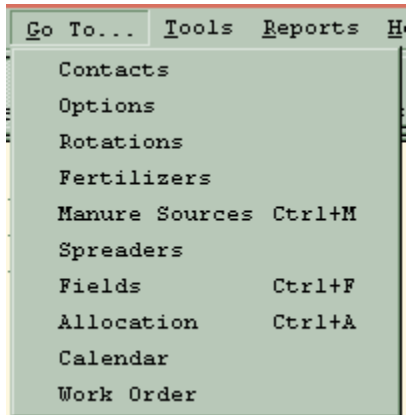 Go To... Tools Reports
Contacts
Options
Rotations
Fertilizers
Manure Sources Ctrl+M
Spreaders
Fields Ctrl+F
Allocation Ctrl+A
Calendar
Work Order